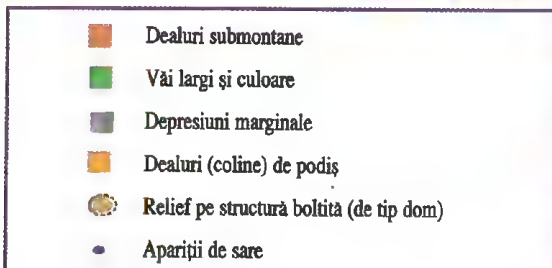 Dealuri submontane
Văi largi și culoare
Depresiuni marginale
Dealuri (coline) de podiș
Relief pe structură boltită (de tip dom)
Apariții de sare